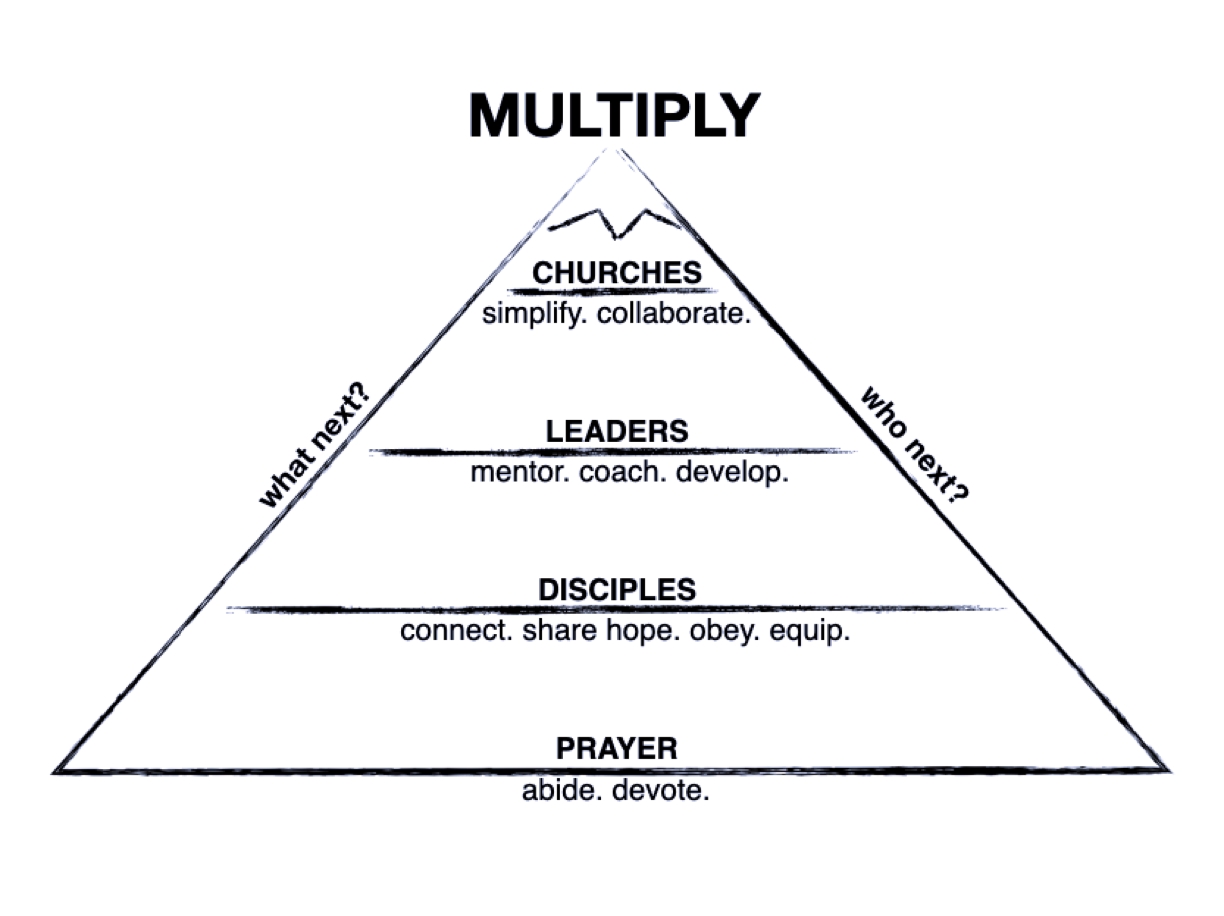 MULTIPLY
CHURCHES
simplify. collaborate.
what next?
who next?
LEADERS
mentor. coach. develop.
DISCIPLES
connect. share hope. obey. equip.
PRAYER
abide. devote.